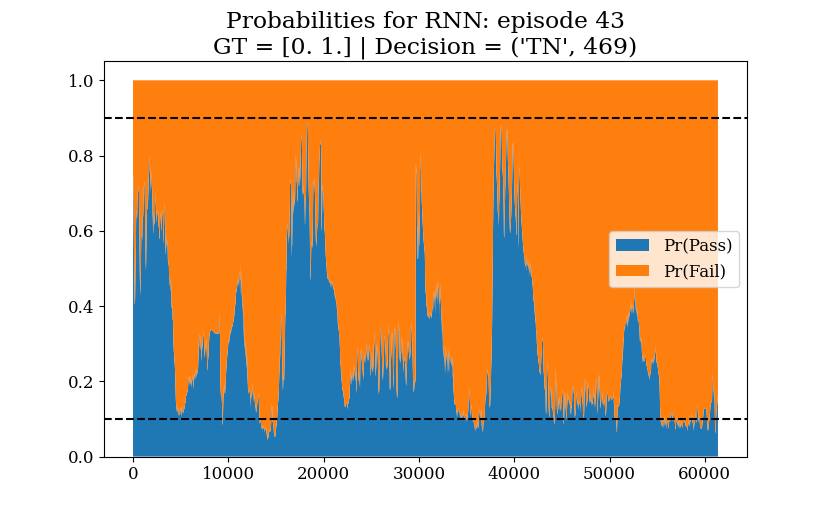 Probabilities for RNN: episode 43
GT = [0. 1.] | Decision = ('TN', 469)
1.0
0.8
0.6
0.4
0.2
0.0
Pr(Pass)
Pr(Fail)
0 10000 20000 30000 40000 50000 60000